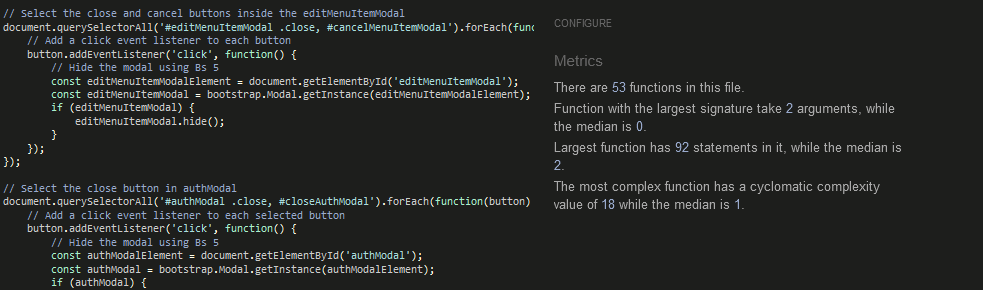 // Select the close and cancel buttons inside the editMenuItemModal
document.querySelectorAll('#editMenuItemModal .close, #cancelMenuItemModal').forEach(func
    // Add a click event listener to each button
    button.addEventListener('click', function() {
        // Hide the modal using Bs 5
        const editMenuItemModalElement = document.getElementById('editMenuItemModal');
        const editMenuItemModal = bootstrap.Modal.getInstance(editMenuItemModalElement);
        if (editMenuItemModal) {
            editMenuItemModal.hide();
        }
    });
});

// Select the close button in authModal
document.querySelectorAll('#authModal .close, #closeAuthModal').forEach(function(button)
    // Add a click event listener to each selected button
    button.addEventListener('click', function() {
        // Hide the modal using Bs 5
        const authModalElement = document.getElementById('authModal');
        const authModal = bootstrap.Modal.getInstance(authModalElement);
        if (authModal) {
CONFIGURE
Metrics
There are 53 functions in this file.
Function with the largest signature take 2 arguments, while
the median is 0.
Largest function has 92 statements in it, while the median is
2.
The most complex function has a cyclomatic complexity
value of 18 while the median is 1.